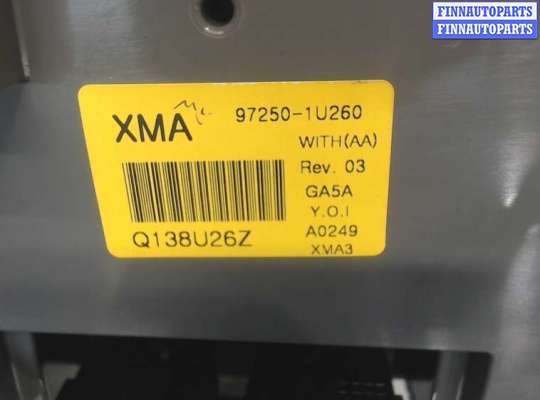 FINNAUTOPARTS
FINNAUTOPARTS
XMA 97250-1U260
WITH(AA)
Rev. 03
GA5A
Y.O.I
Q138U26Z A0249
XMA3